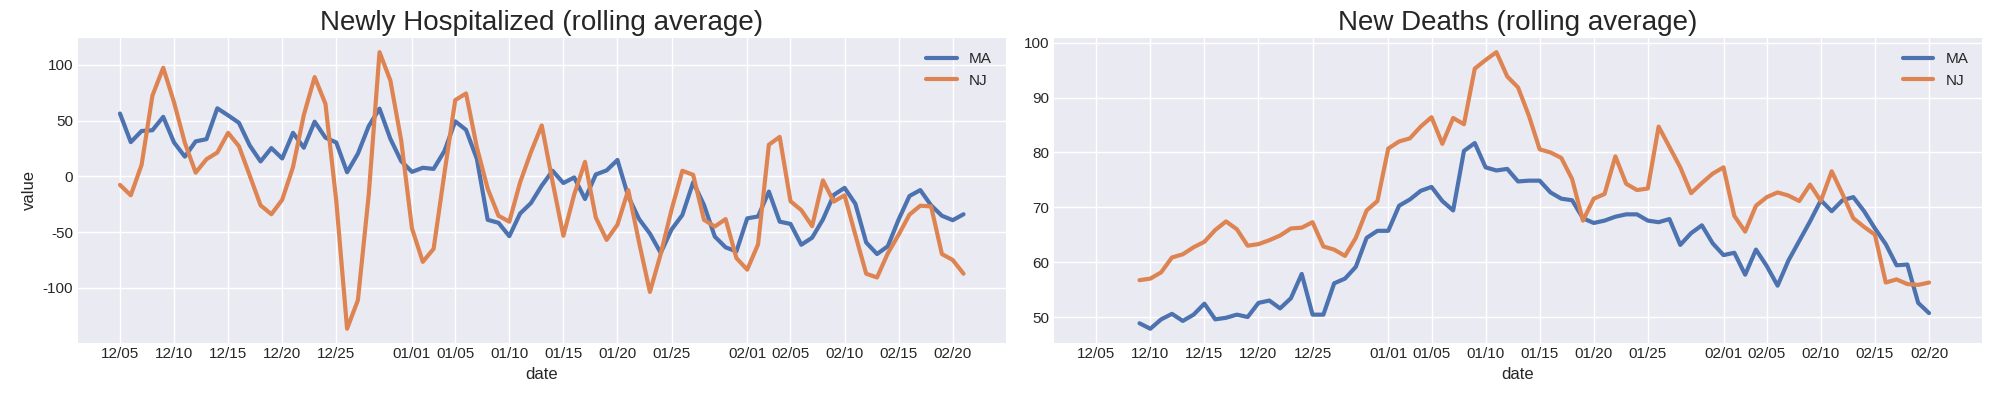 Newly Hospitalized (rolling average)
MA
NJ
100
50
0
-50
-100
value
12/05 12/10 12/15 12/20 12/25 01/01 01/05 01/10 01/15 01/20 01/25 02/01 02/05 02/10 02/15 02/20
date
New Deaths (rolling average)
MA
NJ
100
90
80
70
60
50
12/05 12/10 12/15 12/20 12/25 01/01 01/05 01/10 01/15 01/20 01/25 02/01 02/05 02/10 02/15 02/20
date